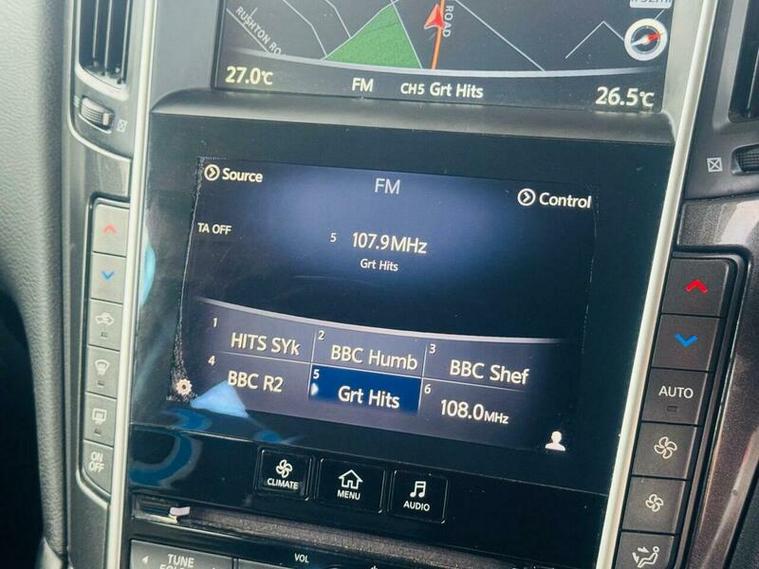 RUSHTON RO
ROAD
27.0°C
FM
CH5 Grt Hits
26.5°C
Source
FM
Control
TA OFF
5 107.9MHz
Grt Hits
1 HITS SYk
2 BBC Humb
3 BBC Shef
4 BBC R2
5 Grt Hits
6 108.0MHz
ON
OFF
AUTO
CLIMATE
MENU
AUDIO
TUNE
VOL